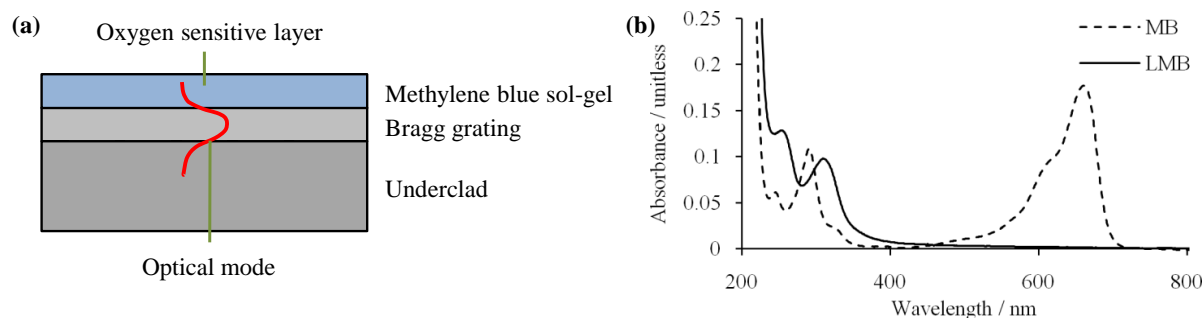 (a)
Oxygen sensitive layer
Methylene blue sol-gel
Bragg grating
Underclad
Optical mode
(b)
Absorbance / unitless
0.25
0.2
0.15
0.1
0.05
0
200
400
600
800
Wavelength / nm
MB
LMB